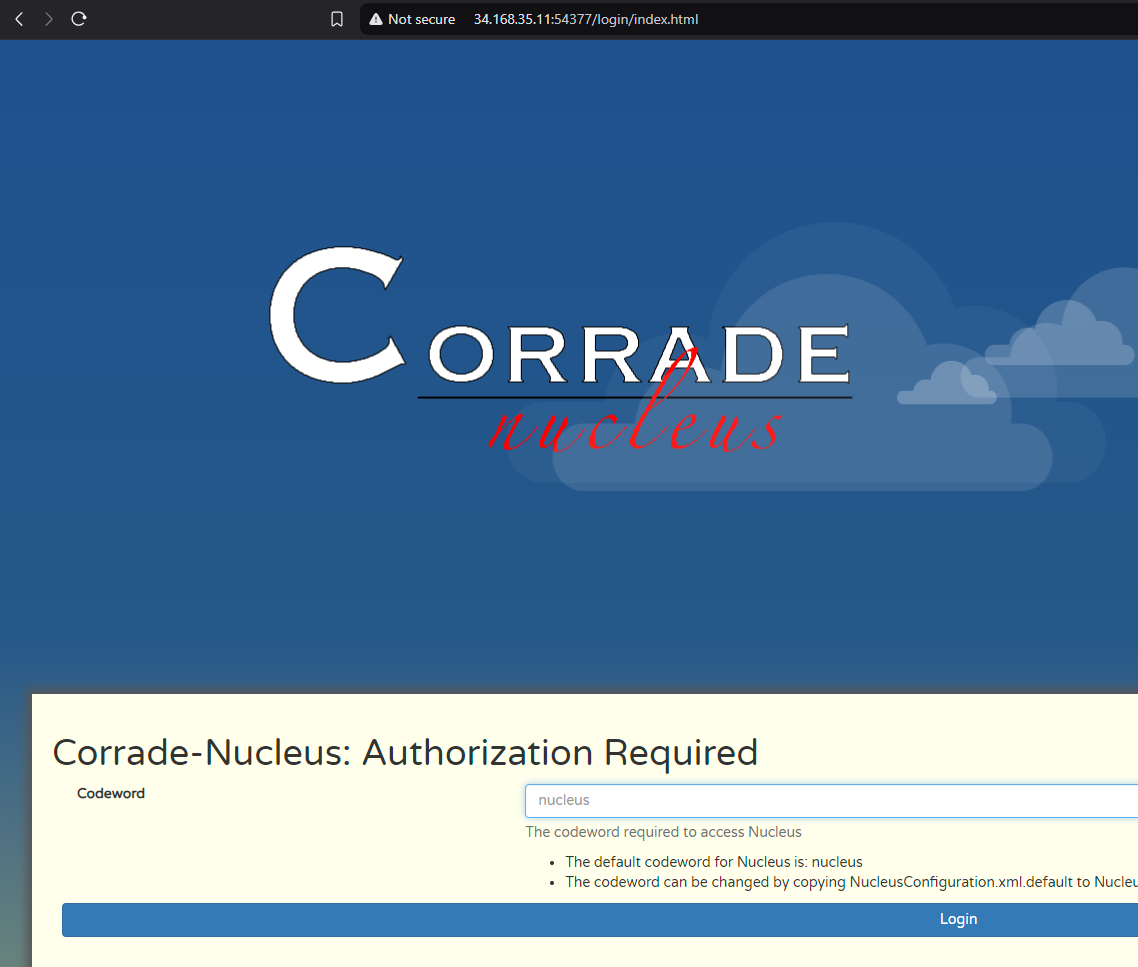 Not secure 34.168.35.11:54377/login/index.html
CORRADE
nucleus
Corrade-Nucleus: Authorization Required
Codeword
nucleus
The codeword required to access Nucleus
• The default codeword for Nucleus is: nucleus
• The codeword can be changed by copying NucleusConfiguration.xml.default to
Login